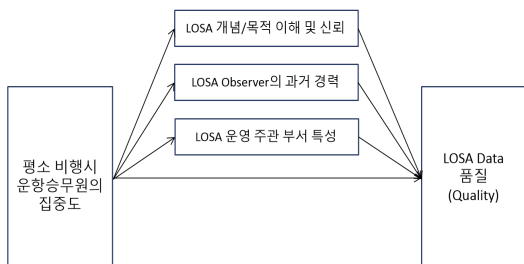 LOSA 개념/목적 이해 및 신뢰
LOSA Observer의 과거 경력
LOSA 운영 주관 부서 특성
평소 비행시
운항승무원의
집중도
LOSA Data
품질
(Quality)